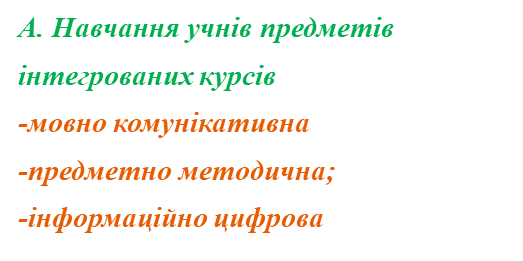 А. Навчання учнів предметів
інтегрованих курсів
-мовно комунікативна
-предметно методична;
-інформаційно цифрова